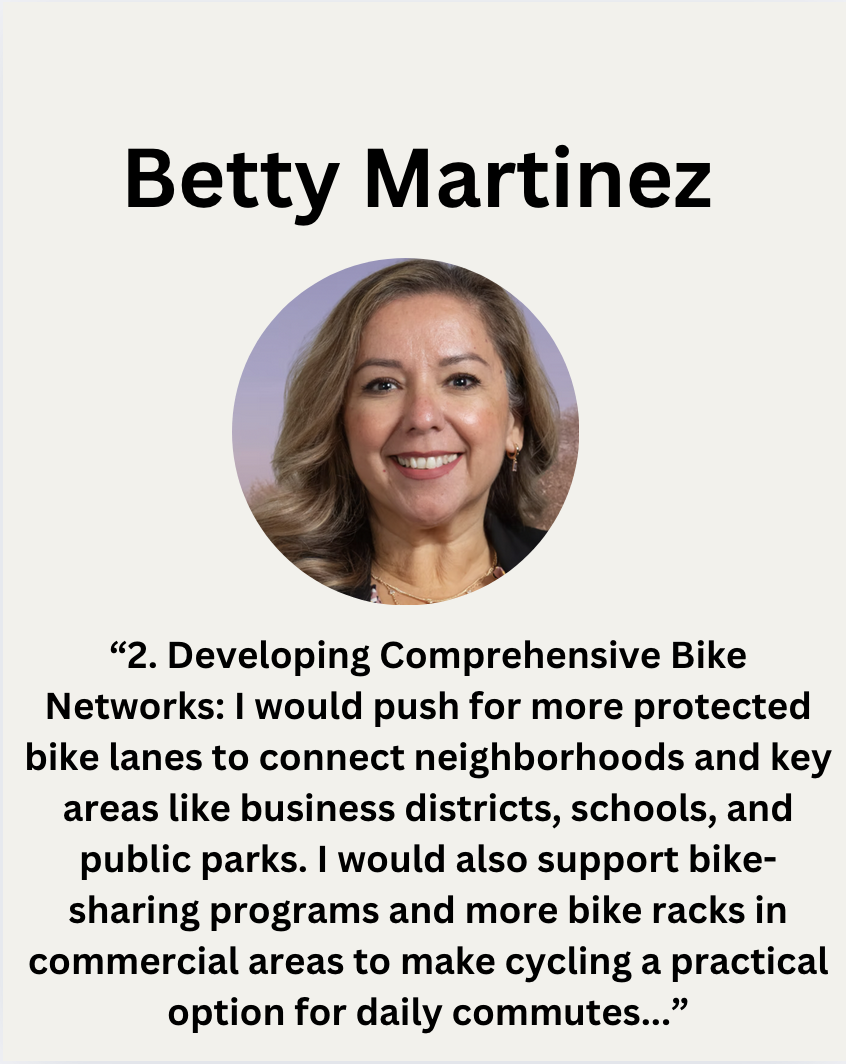 Betty Martinez
“2. Developing Comprehensive Bike
Networks: I would push for more protected
bike lanes to connect neighborhoods and key
areas like business districts, schools, and
public parks. I would also support bike-
sharing programs and more bike racks in
commercial areas to make cycling a practical
option for daily commutes...”